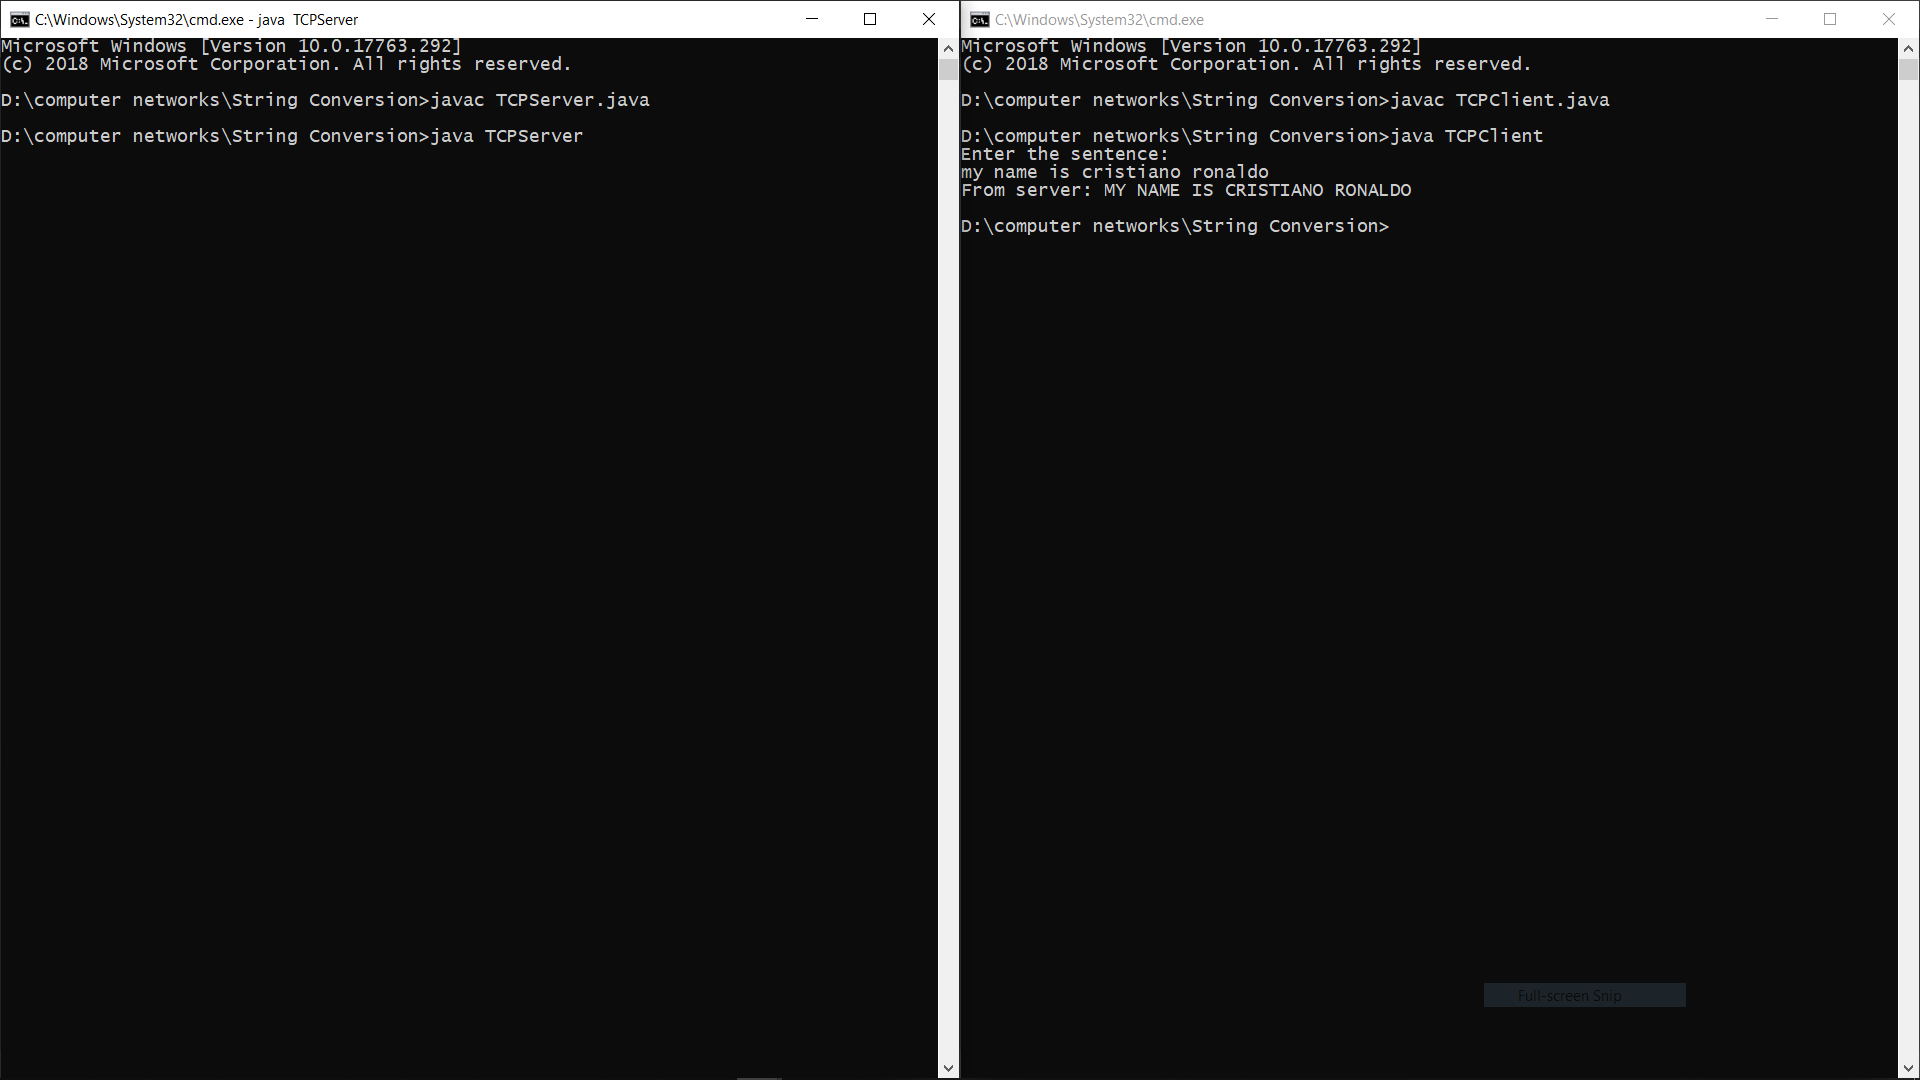 C:\Windows\System32\cmd.exe - java  TCPServer
Microsoft Windows [Version 10.0.17763.292]
(c) 2018 Microsoft Corporation. All rights reserved.
D:\computer networks\String Conversion>javac TCPServer.java
D:\computer networks\String Conversion>java TCPServer
C:\Windows\System32\cmd.exe
Microsoft Windows [Version 10.0.17763.292]
(c) 2018 Microsoft Corporation. All rights reserved.
D:\computer networks\String Conversion>javac TCPClient.java
D:\computer networks\String Conversion>java TCPClient
Enter the sentence:
my name is cristiano ronaldo
From server: MY NAME IS CRISTIANO RONALDO
D:\computer networks\String Conversion>
Full-screen Snip